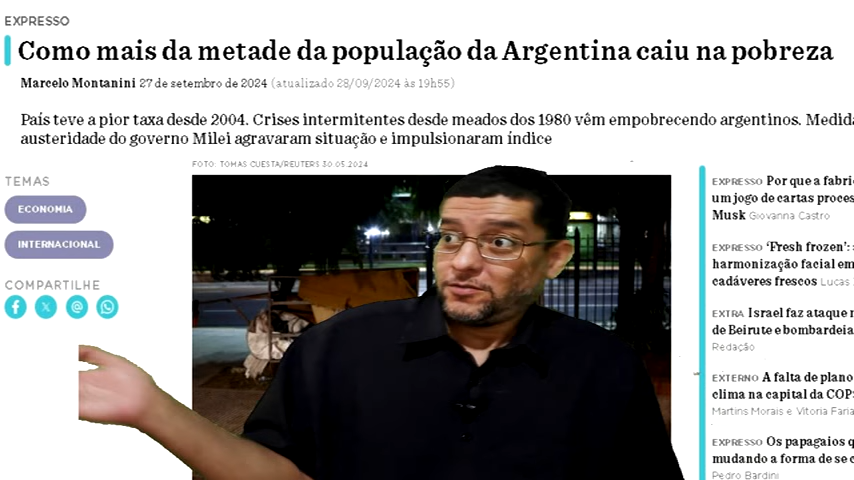 EXPRESSO
Como mais da metade da população da Argentina caiu na pobreza
Marcelo Montanini 27 de setembro de 2024 (atualizado 28/09/2024 às 19h55)
País teve a pior taxa desde 2004. Crises intermitentes desde meados dos 1980 vêm empobrecendo argentinos. Medida
austeridade do governo Milei agravaram situação e impulsionaram índice
FOTO: TOMAS CUESTA/REUTERS 30.05.2024
TEMAS
ECONOMIA
INTERNACIONAL
COMPARTILHE
EXPRESSO Por que a fabri
um jogo de cartas proces
Musk Giovanna Castro
EXPRESSO ‘Fresh frozen’:
harmonização facial em
cadáveres frescos Lucas
EXTRA Israel faz ataque
de Beirute e bombardeia
Redação
EXTERNO A falta de plano
clima na capital da COP
Martins Morais e Vitoria Faria
EXPRESSO Os papagaios q
mudando a forma de se c
Pedro Bardini